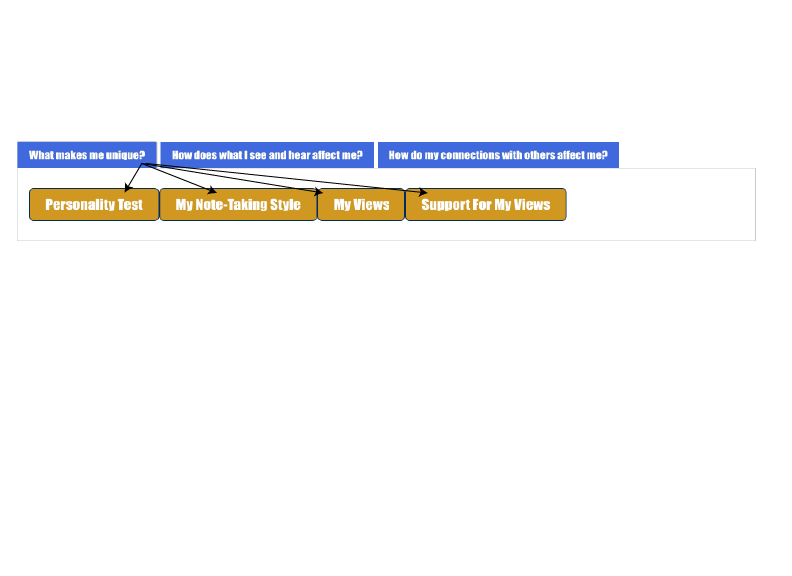 What makes me unique? How does what I see and hear affect me? How do my connections with others affect me?
Personality Test My Note-Taking Style My Views Support For My Views